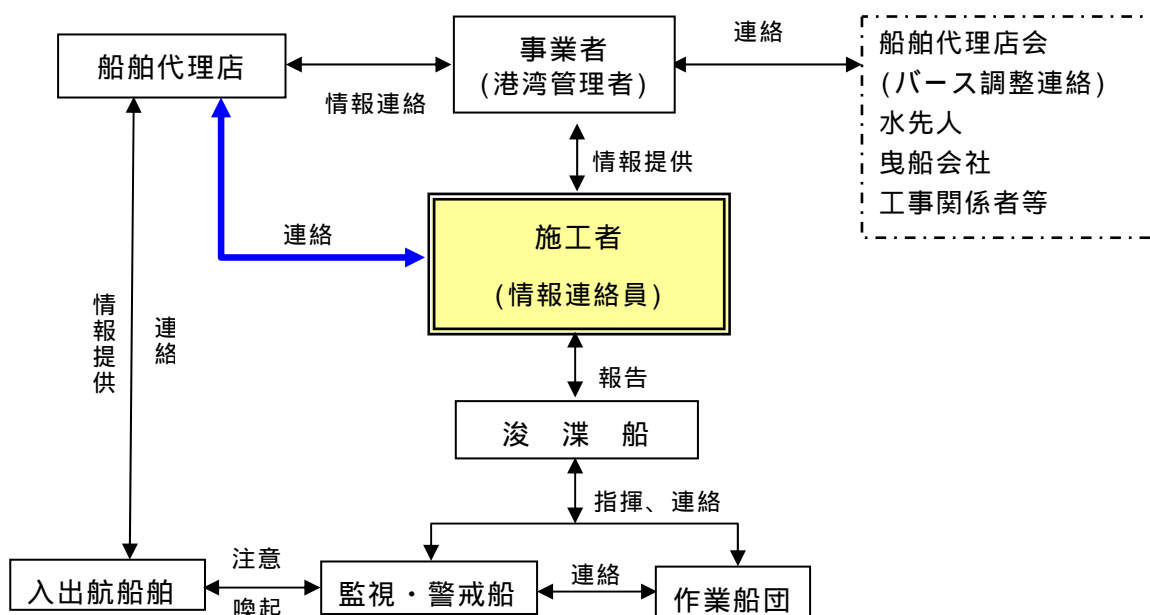 船舶代理店
情報連絡
事業者
(港湾管理者)
連絡
船舶代理店会
(バース調整連絡)
水先人
曳船会社
工事関係者等
情報提供
連絡
施工者
(情報連絡員)
情報提供
連絡
報告
浚 渫 船
指揮、連絡
入出航船舶
注意
喚起
監視・警戒船
連絡
作業船団